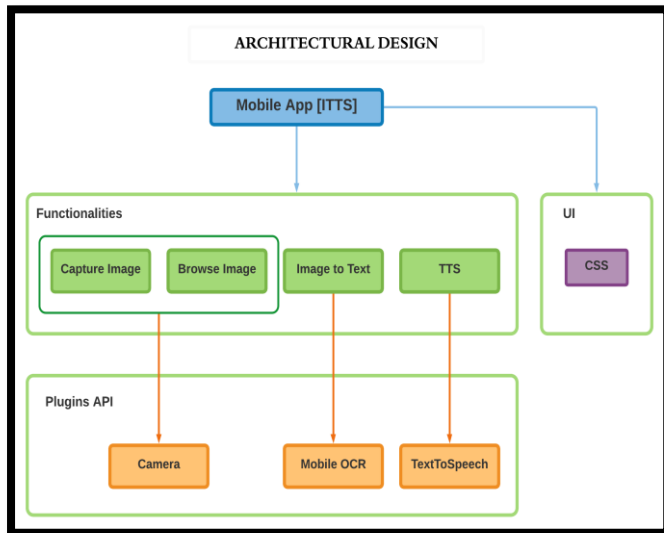 ARCHITECTURAL DESIGN
Mobile App [ITTS]
Functionalities
UI
Capture Image
Browse Image
Image to Text
TTS
CSS
Plugins API
Camera
Mobile OCR
TextToSpeech